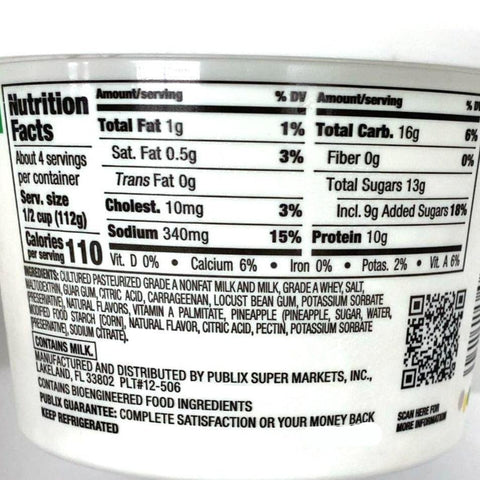 Nutrition Facts
About 4 servings
per container
Serv. size
1/2 cup (112g)
Calories 110
per serving
Amount/serving % DV
Total Fat 1g 1%
Sat. Fat 0.5g 3%
Trans Fat 0g
Cholest. 10mg 3%
Sodium 340mg 15%
Amount/serving % DV
Total Carb. 16g 6%
Fiber 0g 0%
Total Sugars 13g
Incl. 9g Added Sugars 18%
Protein 10g
Vit. D 0% • Calcium 6% • Iron 0% • Potas. 2% • Vit. A 6%
INGREDIENTS: CULTURED PASTEURIZED GRADE A NONFAT MILK AND MILK, GRADE A WHEY, SALT,
MALTODEXTRIN, GUAR GUM, CITRIC ACID, CARRAGEENAN, LOCUST BEAN GUM, POTASSIUM SORBATE
(PRESERVATIVE), NATURAL FLAVORS, VITAMIN A PALMITATE, PINEAPPLE (PINEAPPLE, SUGAR, WATER,
MODIFIED FOOD STARCH [CORN], NATURAL FLAVOR, CITRIC ACID, PECTIN, POTASSIUM SORBATE,
PRESERVATIVE), SODIUM CITRATE).
CONTAINS MILK.
MANUFACTURED AND DISTRIBUTED BY PUBLIX SUPER MARKETS, INC.,
LAKELAND, FL 33802 PLT#12-506
CONTAINS BIOENGINEERED FOOD INGREDIENTS
PUBLIX GUARANTEE: COMPLETE SATISFACTION OR YOUR MONEY BACK
KEEP REFRIGERATED
SCAN HERE FOR
MORE INFORMATION